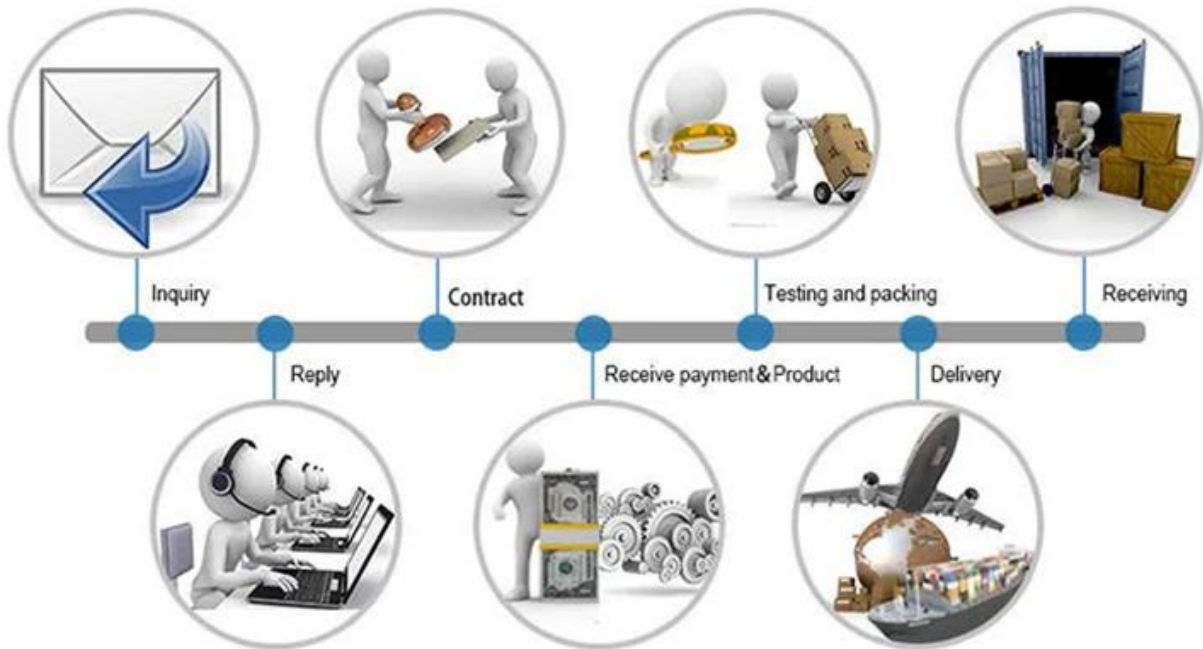 Inquiry
Contract
Testing and packing
Receiving
Reply
Receive payment&Product
Delivery